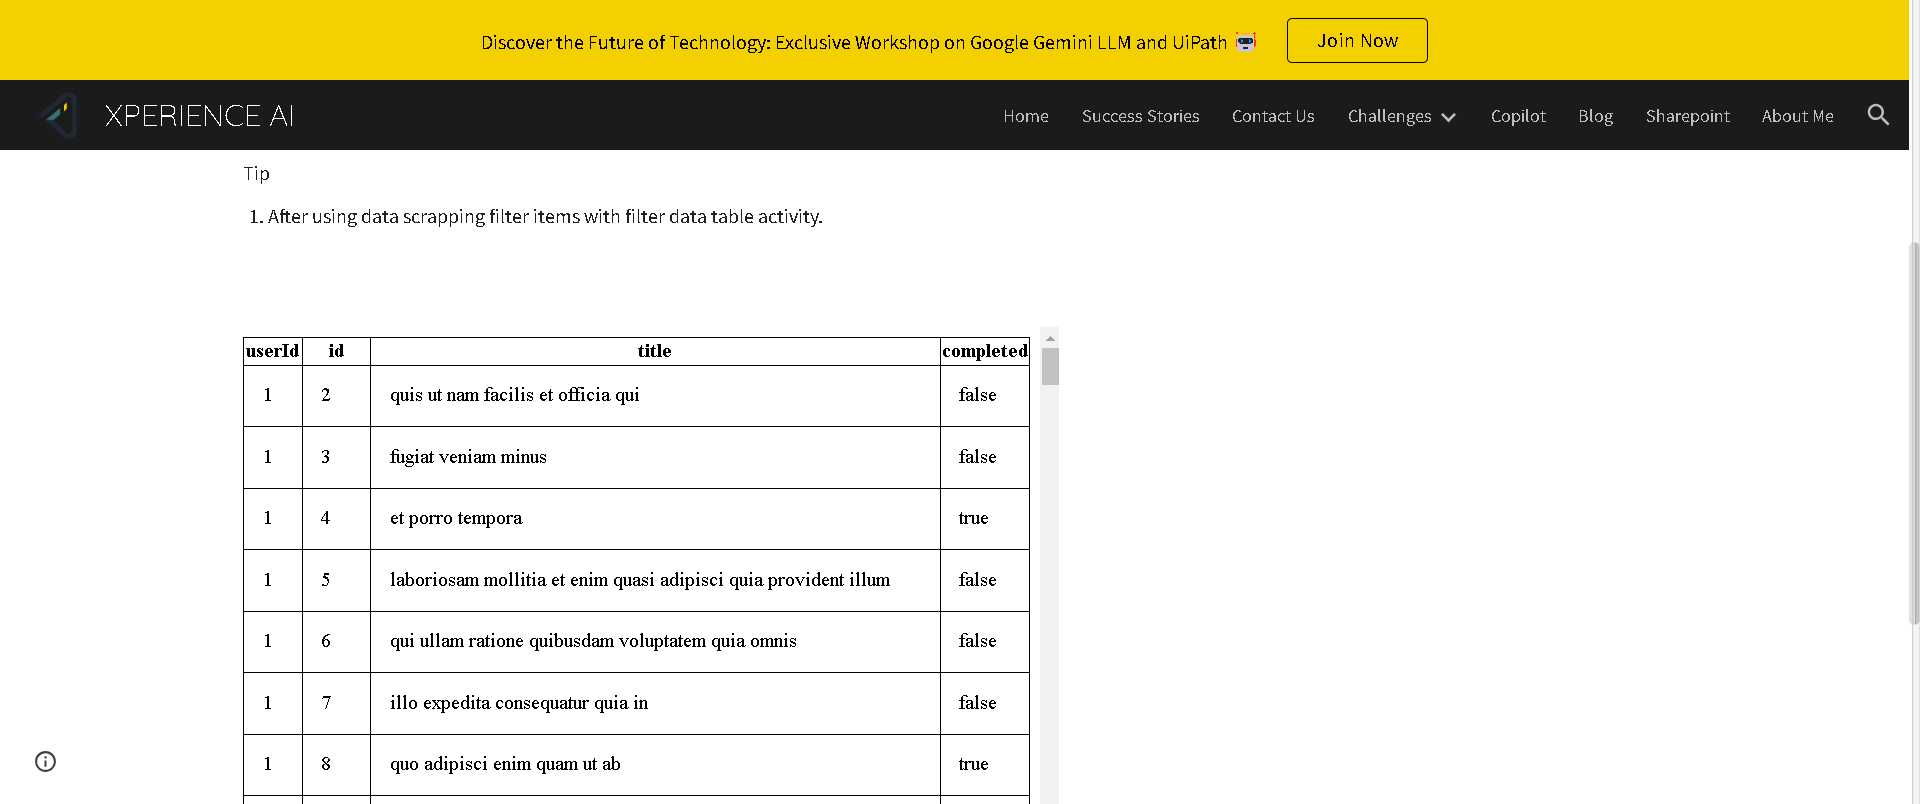 Discover the Future of Technology: Exclusive Workshop on Google Gemini LLM and UiPath Join Now
XPERIENCE AI Home Success Stories Contact Us Challenges Copilot Blog Sharepoint About Me
Tip
1. After using data scrapping filter items with filter data table activity.
userId id title completed
1 2 quis ut nam facilis et officia qui false
1 3 fugiat veniam minus false
1 4 et porro tempora true
1 5 laboriosam mollitia et enim quasi adipisci quia provident illum false
1 6 qui ullam ratione quibusdam voluptatem quia omnis false
1 7 illo expedita consequatur quia in false
1 8 quo adipisci enim quam ut ab true